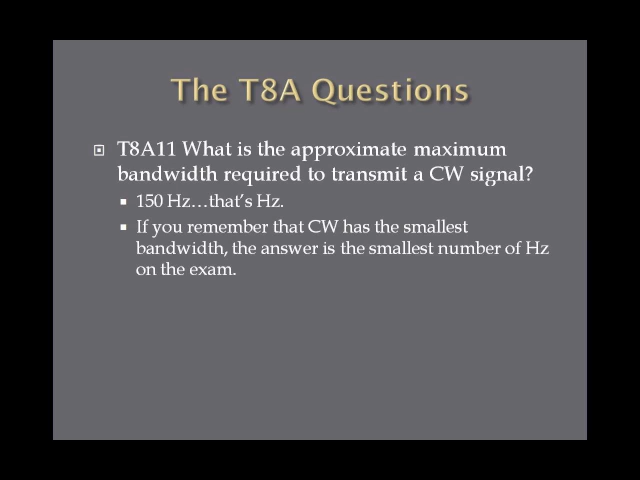 The T8A Questions
T8A11 What is the approximate maximum
bandwidth required to transmit a CW signal?
150 Hz…that's Hz.
If you remember that CW has the smallest
bandwidth, the answer is the smallest number of Hz
on the exam.